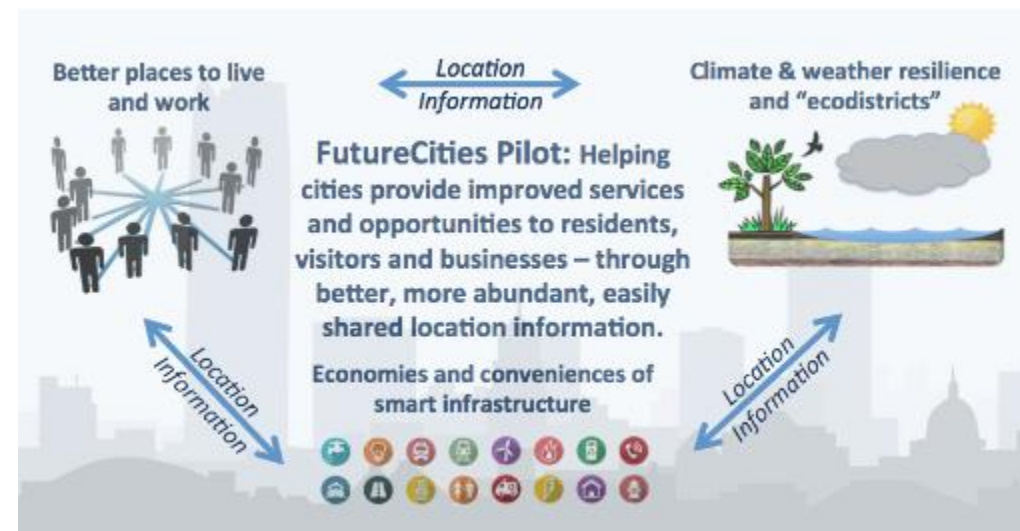 Better places to live
and work
Location
Information
Climate & weather resilience
and “ecodistricts”
FutureCities Pilot: Helping
cities provide improved services
and opportunities to residents,
visitors and businesses – through
better, more abundant, easily
shared location information.
Location
Information
Economies and conveniences of
smart infrastructure
Location
Information